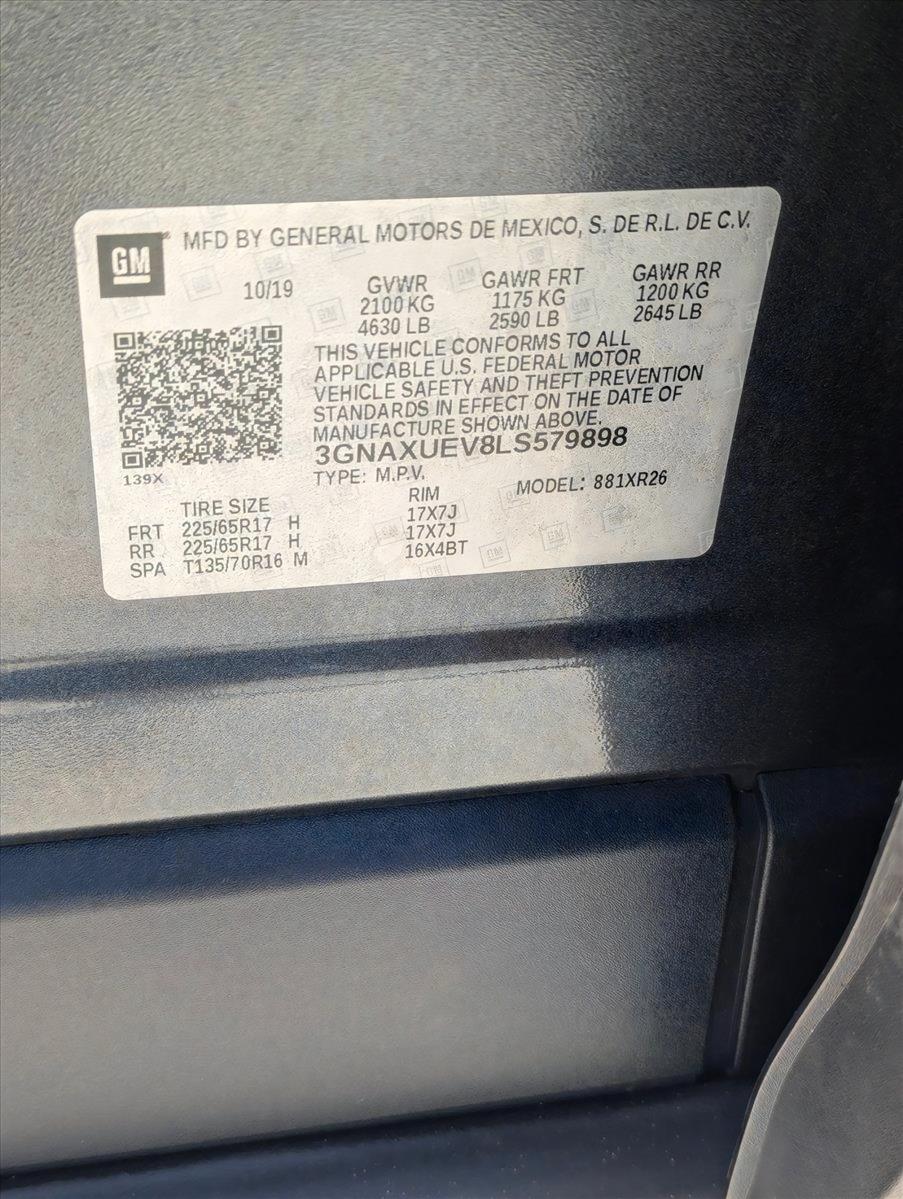 GM MFD BY GENERAL MOTORS DE MEXICO, S. DE R.L. DE C.V.
10/19 GVWR GAWR FRT GAWR RR
2100 KG 1175 KG 1200 KG
4630 LB 2590 LB 2645 LB
THIS VEHICLE CONFORMS TO ALL
APPLICABLE U.S. FEDERAL MOTOR
VEHICLE SAFETY AND THEFT PREVENTION
STANDARDS IN EFFECT ON THE DATE OF
MANUFACTURE SHOWN ABOVE.
3GNAXUEV8LS579898
139X TYPE: M.P.V. MODEL: 881XR26
TIRE SIZE RIM
FRT 225/65R17 H 17X7J
RR 225/65R17 H 17X7J
SPA T135/70R16 M 16X4BT